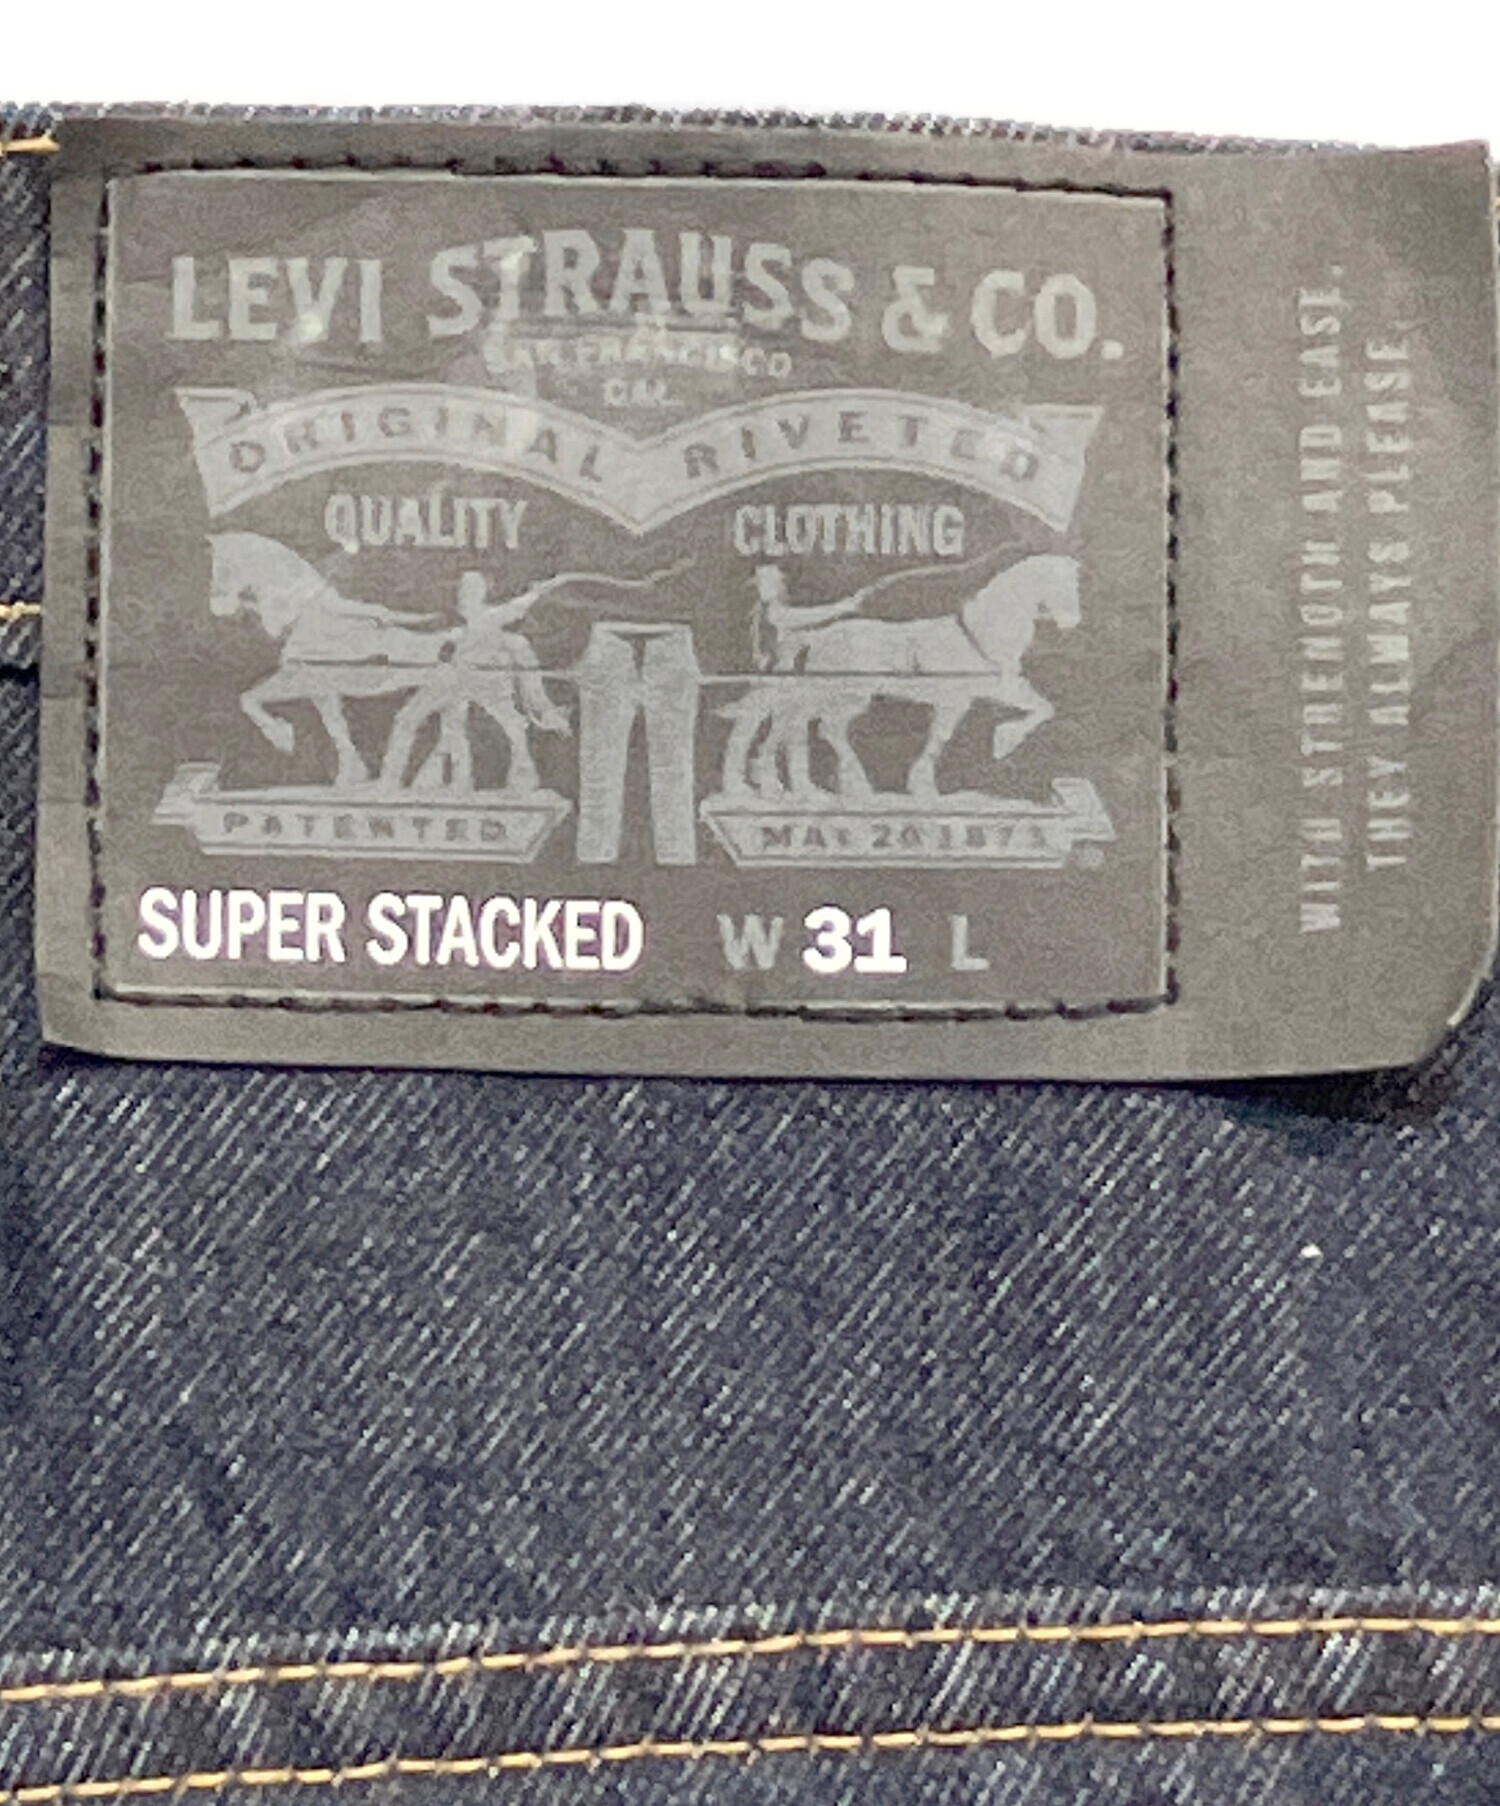 LEVI STRAUSS & CO.
SAN FRANCISCO
CAL.
ORIGINAL RIVETED
QUALITY CLOTHING
PATENTED MAY 20 1873
SUPER STACKED W 31 L
WITH STRENGTH AND EASE.
THEY ALWAYS PLEASE.